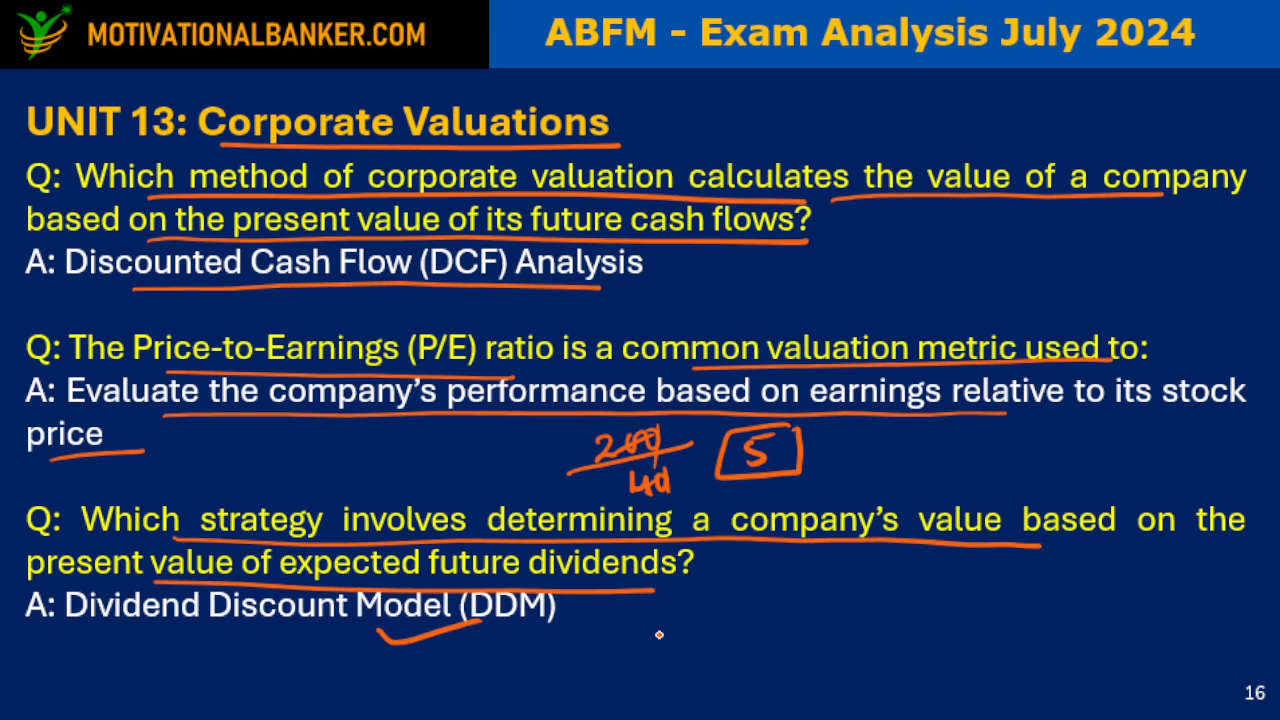 MOTIVATIONALBANKER.COM
ABFM - Exam Analysis July 2024
UNIT 13: Corporate Valuations
Q: Which method of corporate valuation calculates the value of a company
based on the present value of its future cash flows?
A: Discounted Cash Flow (DCF) Analysis
Q: The Price-to-Earnings (P/E) ratio is a common valuation metric used to:
A: Evaluate the company’s performance based on earnings relative to its stock
price
200
5
40
Q: Which strategy involves determining a company’s value based on the
present value of expected future dividends?
A: Dividend Discount Model (DDM)
16